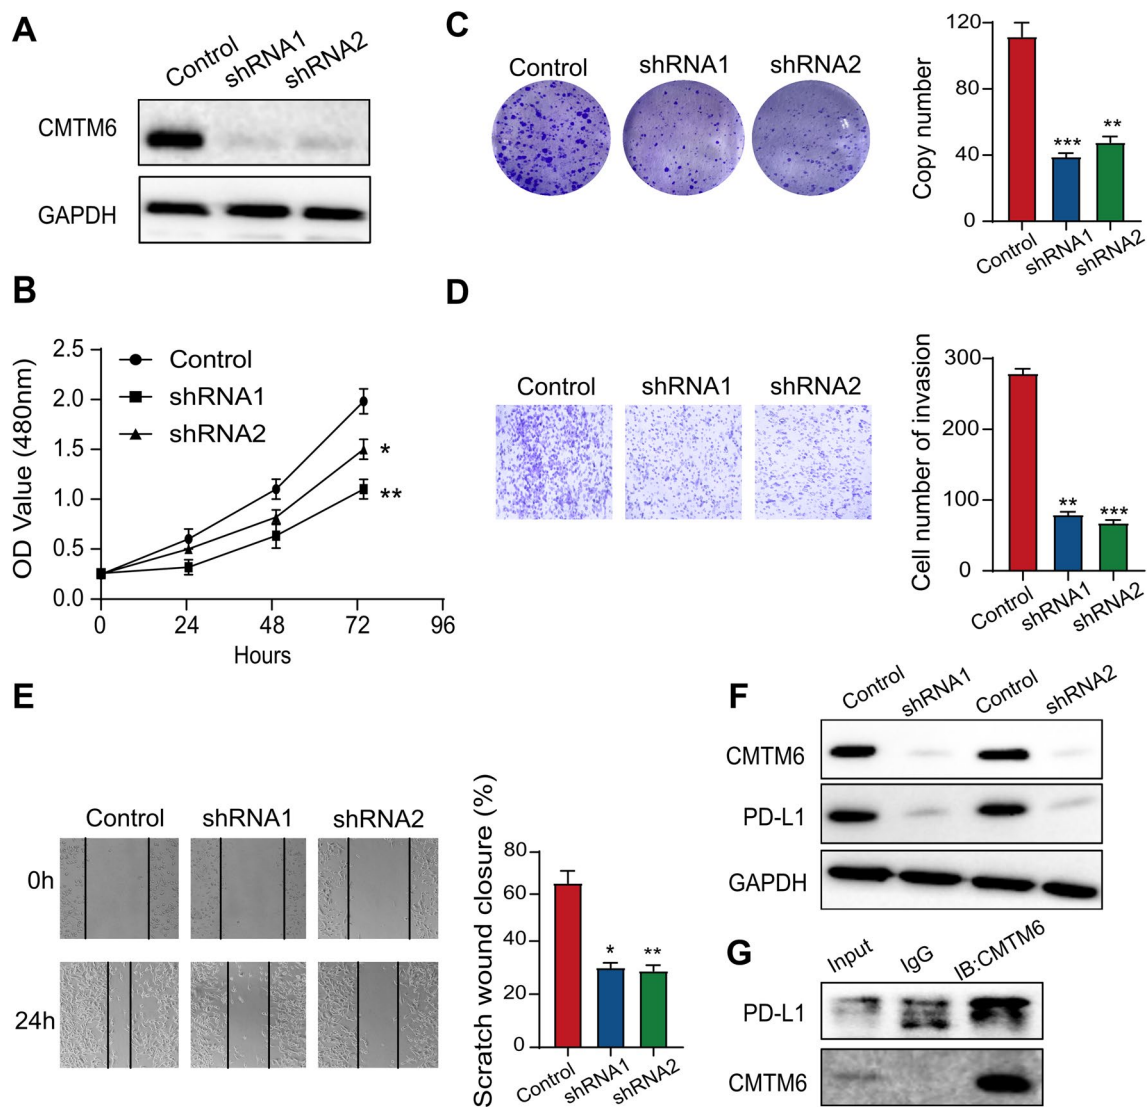 A
Control
shRNA1
shRNA2
CMTM6
GAPDH
B
OD Value (480nm)
2.5
2.0
1.5
1.0
0.5
0.0
Control
shRNA1
shRNA2
*
**
0 24 48 72 96
Hours
C
Control shRNA1 shRNA2
Copy number
120
80
40
0
***
**
Control
shRNA1
shRNA2
D
Control shRNA1 shRNA2
Cell number of invasion
300
200
100
0
**
***
Control
shRNA1
shRNA2
E
Control shRNA1 shRNA2
0h
24h
Scratch wound closure (%)
80
60
40
20
0
*
**
Control
shRNA1
shRNA2
F
Control
shRNA1
Control
shRNA2
CMTM6
PD-L1
GAPDH
G
Input
IgG
IB:CMTM6
PD-L1
CMTM6